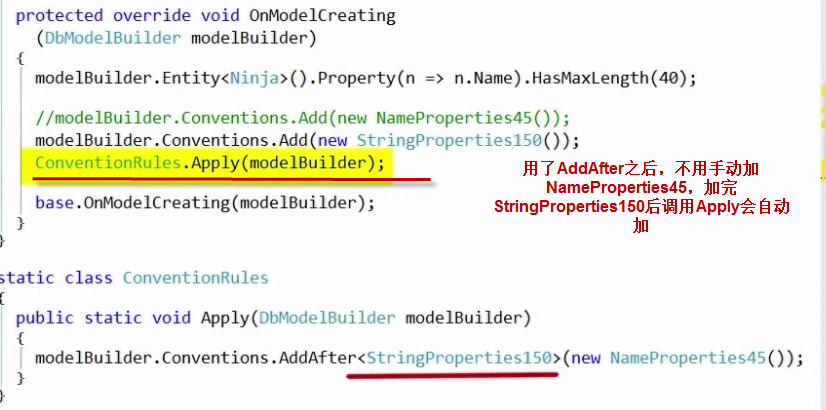 protected override void OnModelCreating
(DbModelBuilder modelBuilder)
{
modelBuilder.Entity<Ninja>().Property(n => n.Name).HasMaxLength(40);
//modelBuilder.Conventions.Add(new NameProperties45());
modelBuilder.Conventions.Add(new StringProperties150());
ConventionRules.Apply(modelBuilder);
base.OnModelCreating(modelBuilder);
}
}
用了AddAfter之后，不用手动加
NameProperties45，加完
StringProperties150后调用Apply会自动
加
static class ConventionRules
{
public static void Apply(DbModelBuilder modelBuilder)
{
modelBuilder.Conventions.AddAfter<StringProperties150>(new NameProperties45());
}
}